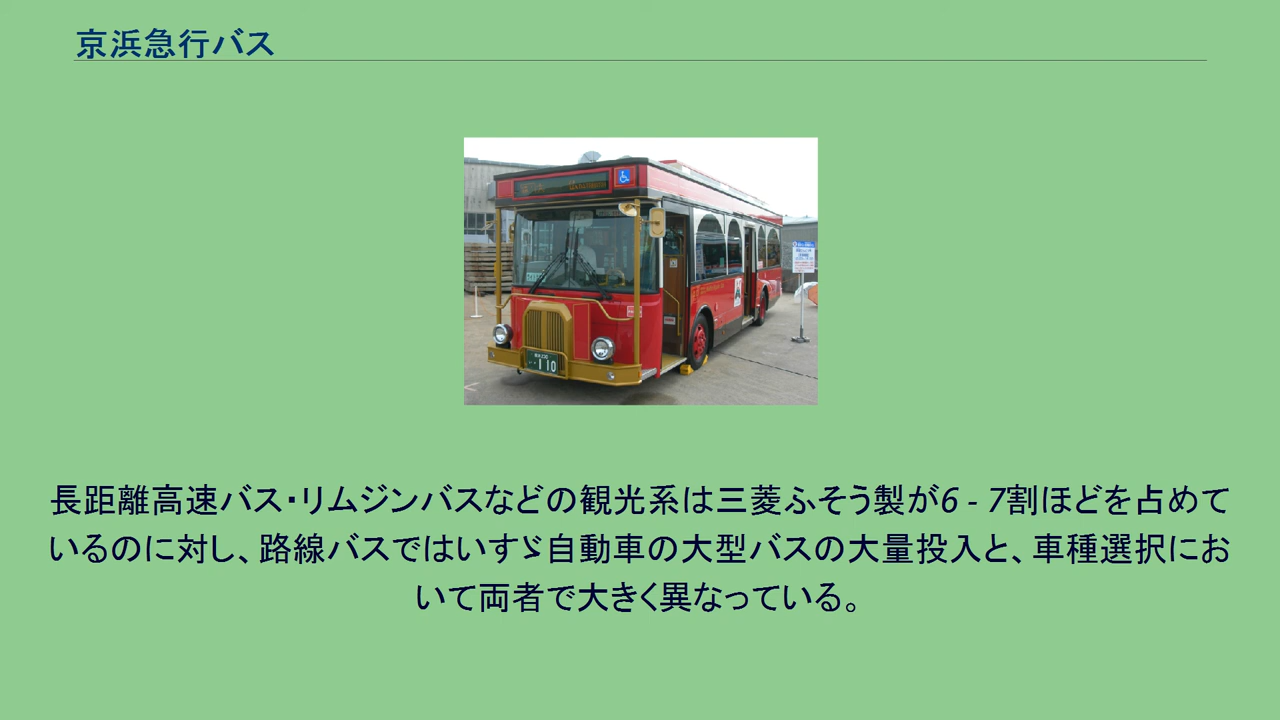 京浜急行バス
110
長距離高速バス・リムジンバスなどの観光系は三菱ふそう製が6 - 7割ほどを占めて
いるのに対し、路線バスではいすゞ自動車の大型バスの大量投入と、車種選択にお
いて両者で大きく異なっている。